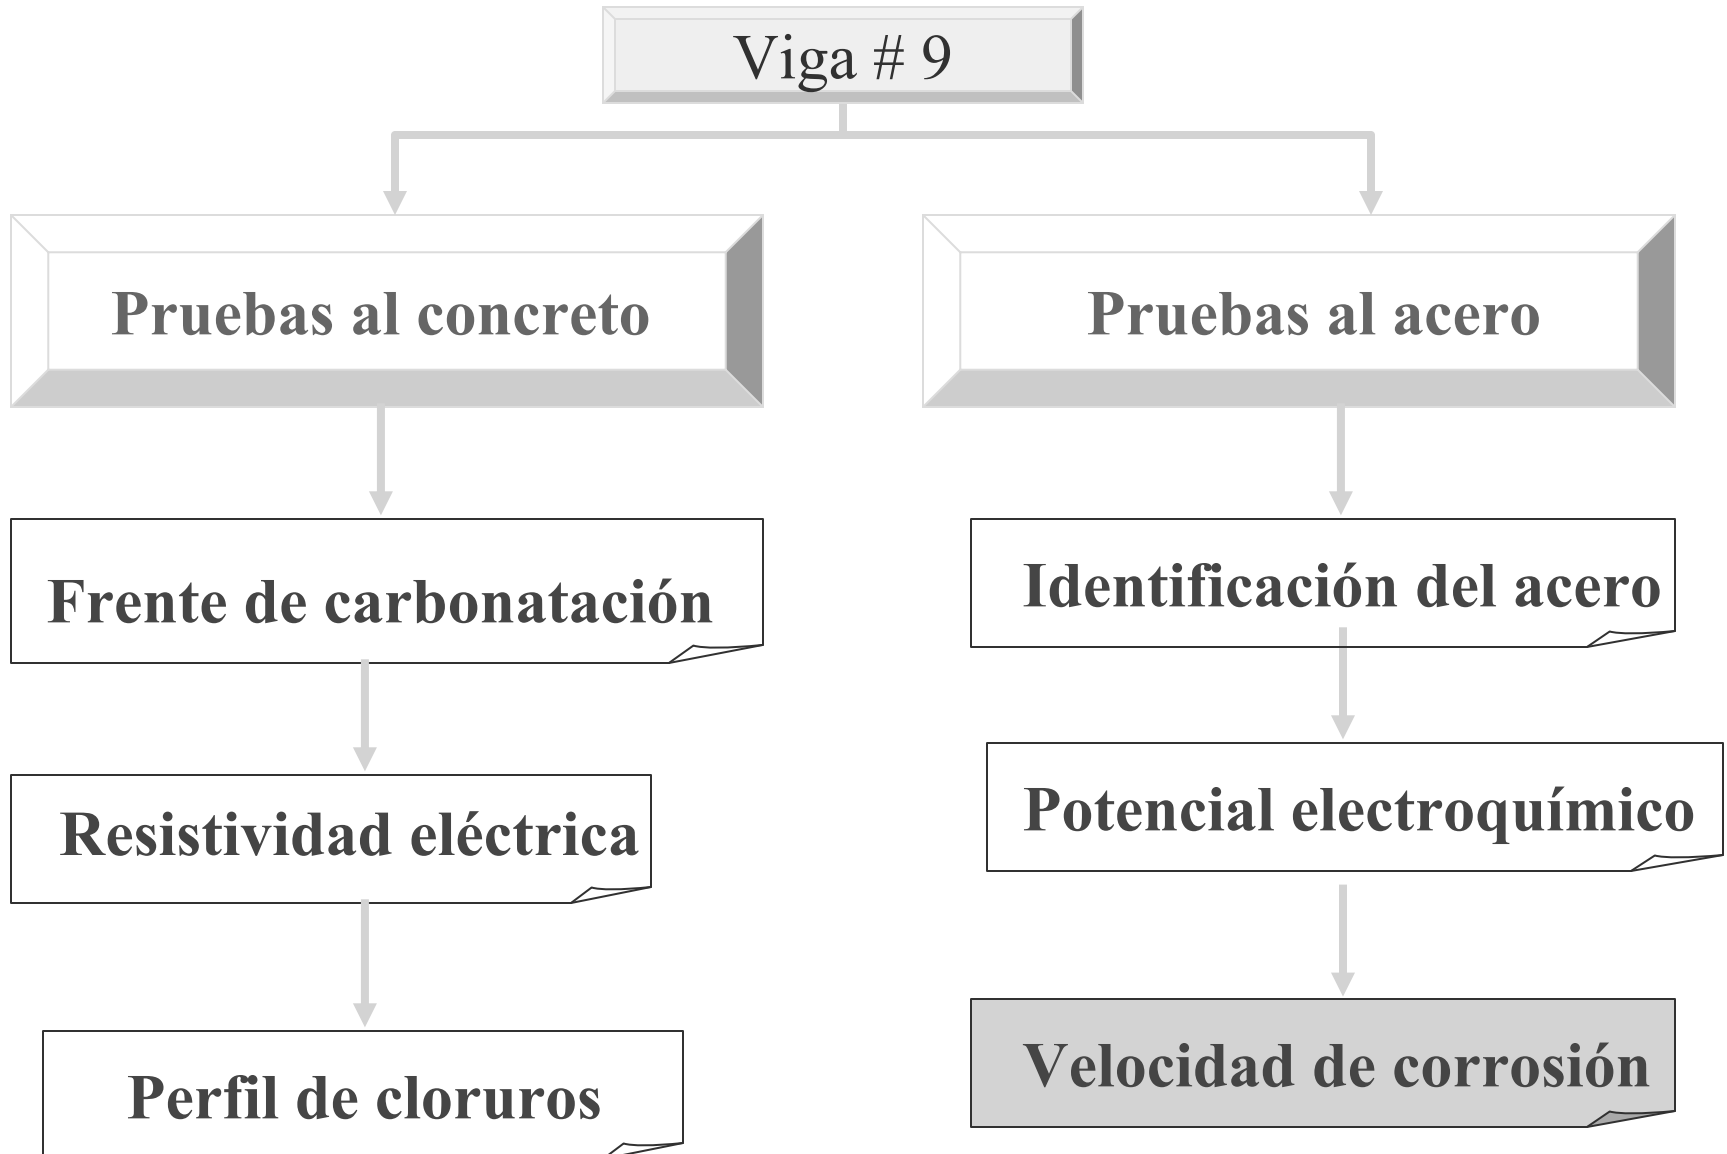 Viga # 9
Pruebas al concreto
Pruebas al acero
Frente de carbonatación
Identificación del acero
Resistividad eléctrica
Potencial electroquímico
Perfil de cloruros
Velocidad de corrosión